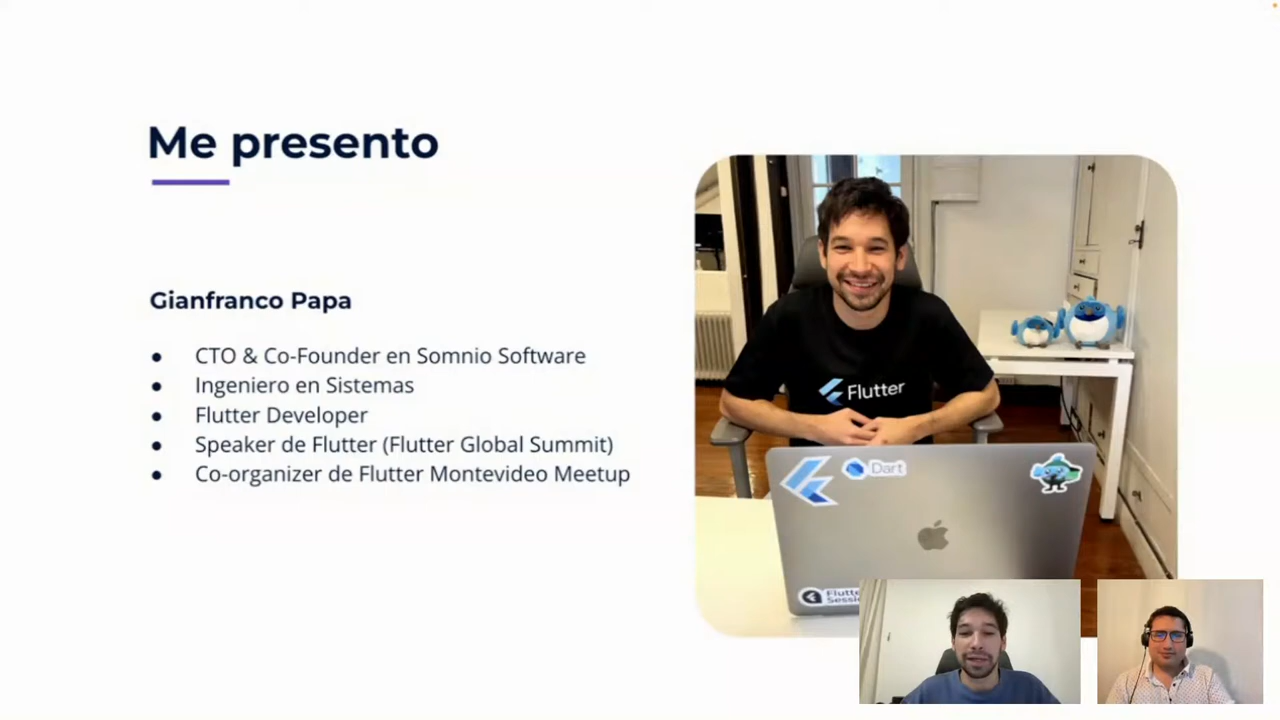 Me presento
Gianfranco Papa
● CTO & Co-Founder en Somnio Software
● Ingeniero en Sistemas
● Flutter Developer
● Speaker de Flutter (Flutter Global Summit)
● Co-organizer de Flutter Montevideo Meetup
Flutter
Dart
Flutter